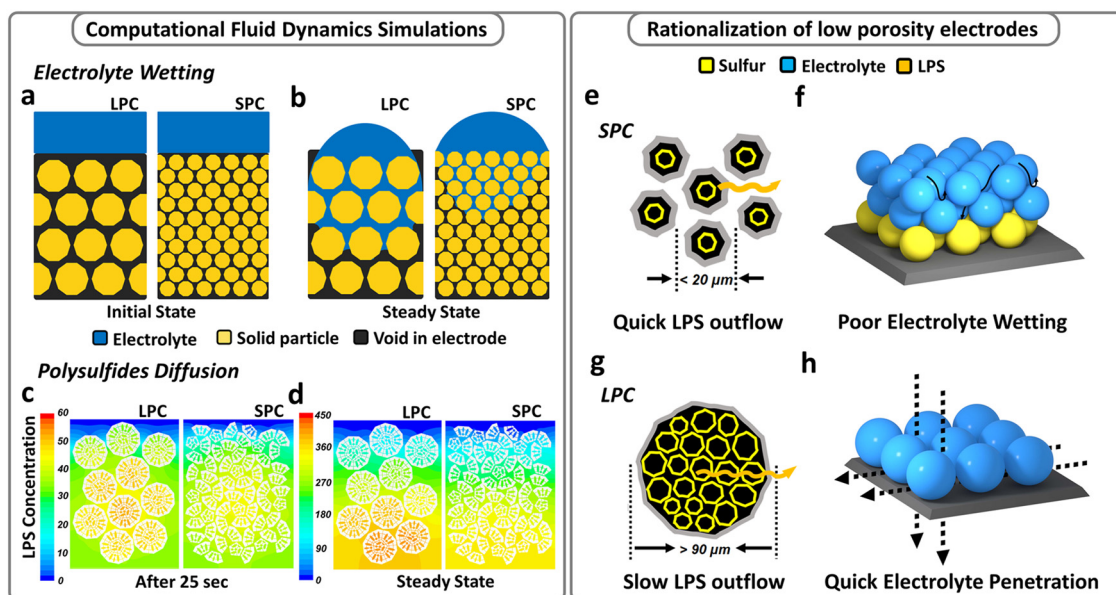 Computational Fluid Dynamics Simulations
Electrolyte Wetting
a
LPC
SPC
b
LPC
SPC
Initial State
Steady State
Electrolyte
Solid particle
Void in electrode
Polysulfides Diffusion
c
LPC
SPC
d
LPC
SPC
LPS Concentration
60
50
40
30
20
10
0
450
360
270
180
90
0
After 25 sec
Steady State
Rationalization of low porosity electrodes
Sulfur
Electrolyte
LPS
e
SPC
< 20 μm
Quick LPS outflow
f
Poor Electrolyte Wetting
g
LPC
> 90 μm
Slow LPS outflow
h
Quick Electrolyte Penetration